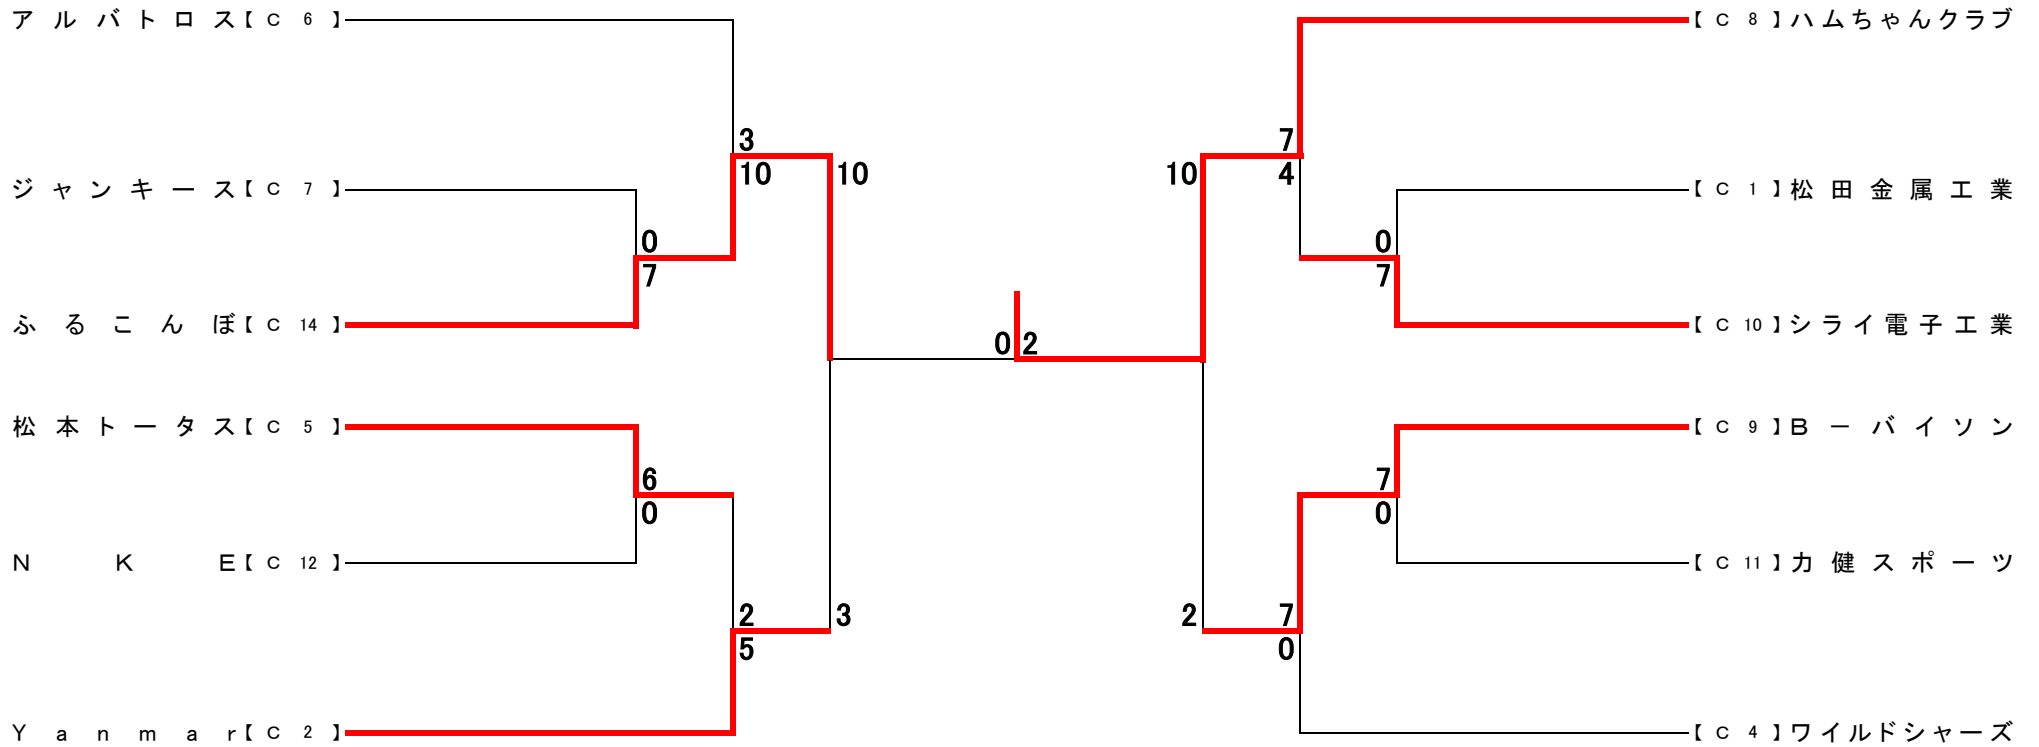 アルバトロス【 C 6 】
【 C 8 】ハムちゃんクラブ
3
7
10
10
10
4
ジャンキース【 C 7 】
【 C 1 】松田金属工業
0
0
7
7
ふるこんぼ【 C 14 】
【 C 10 】シライ電子工業
0 2
松本トータス【 C 5 】
【 C 9 】B－バイソン
6
7
0
0
NKE【 C 12 】
【 C 11 】力健スポーツ
2
3
2
7
5
0
Yanmar【 C 2 】
【 C 4 】ワイルドシャーズ